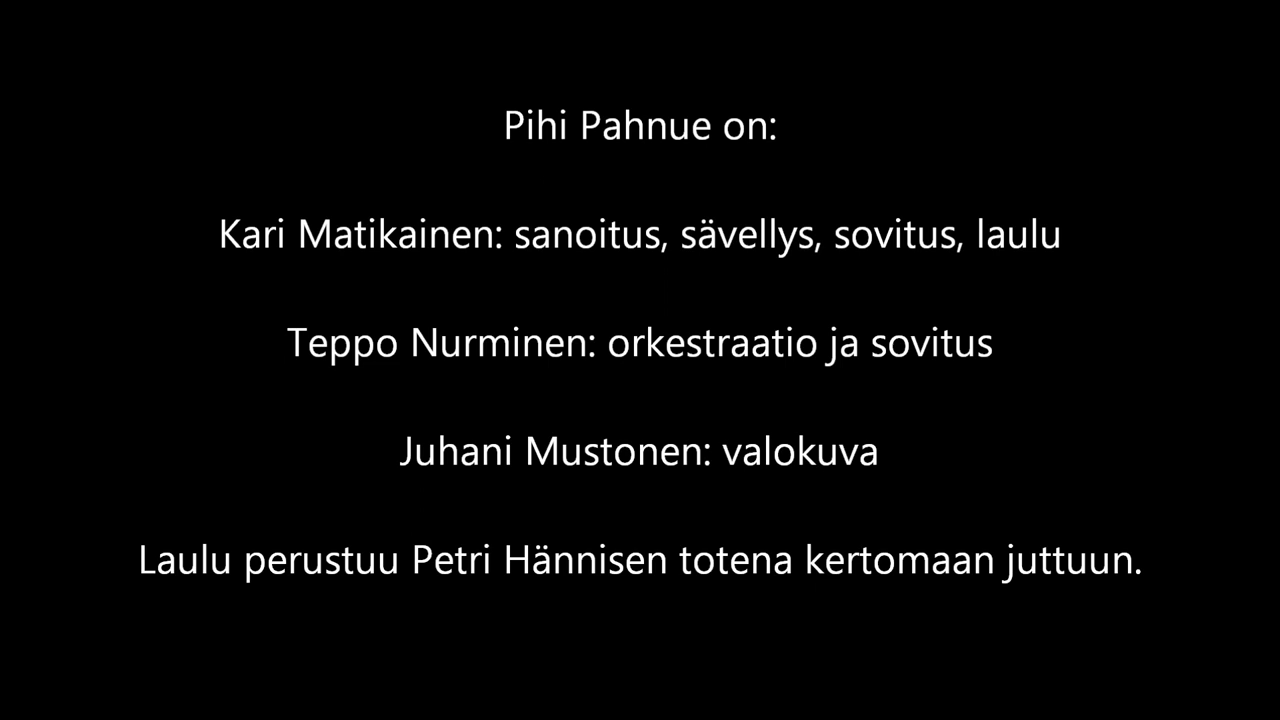 Pihi Pahnue on:
Kari Matikainen: sanoitus, sävellys, sovitus, laulu
Teppo Nurminen: orkestraatio ja sovitus
Juhani Mustonen: valokuva
Laulu perustuu Petri Hännisen totena kertomaan juttuun.